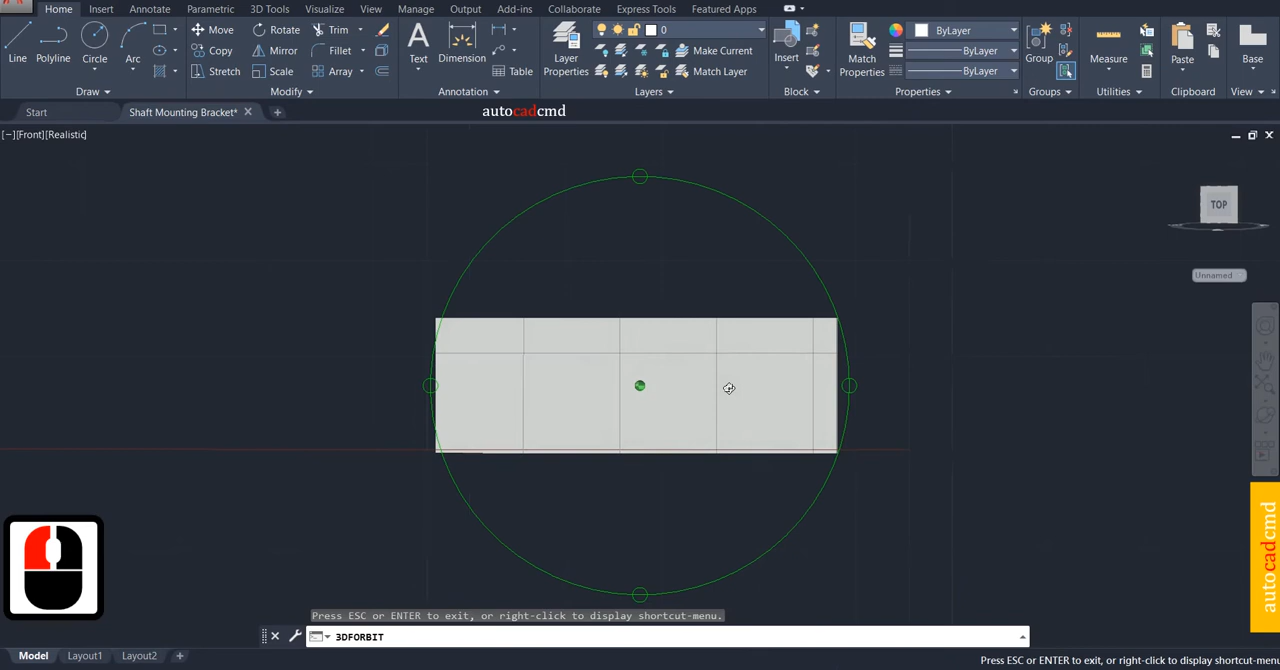 Home Insert Annotate Parametric 3D Tools Visualize View Manage Output Add-ins Collaborate Express Tools Featured Apps
Line Polyline Circle Arc
Move Rotate Trim
Copy Mirror Fillet
Stretch Scale Array
Text Dimension
Table
Layer Properties
0
Make Current
Match Layer
Insert
Match Properties
ByLayer
ByLayer
ByLayer
Group
Measure
Paste
Base
Draw Modify Annotation Layers Block Properties Groups Utilities Clipboard View
Start Shaft Mounting Bracket*
autocadcmd
[−][Front][Realistic]
TOP
Unnamed
autocadcmd
Press ESC or ENTER to exit, or right-click to display shortcut-menu.
3DFORBIT
Model Layout1 Layout2 +
Press ESC or ENTER to exit, or right-click to display shortcut-menu